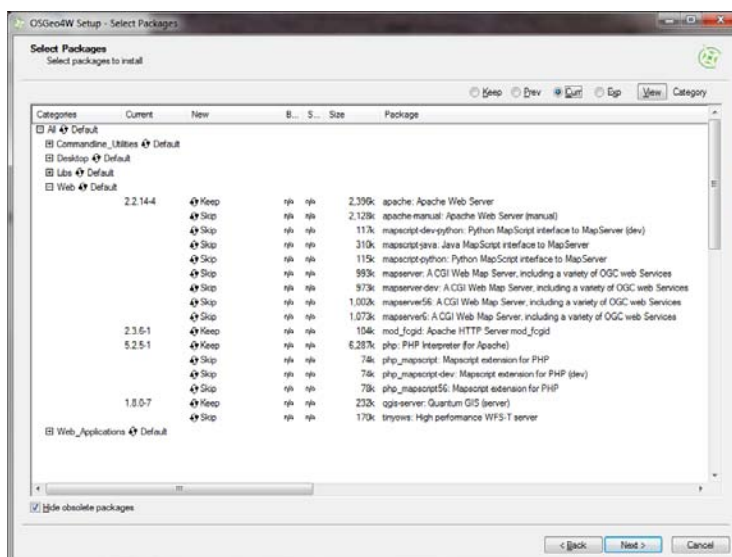 OSGeo4W Setup - Select Packages
Select Packages
Select packages to install
Keep Prev Curr Exp View Category
Categories Current New B... S... Size Package
All Default
Commandline_Utilities Default
Desktop Default
Libs Default
Web Default
2.2.14-4 Keep n/a n/a 2,396k apache: Apache Web Server
Skip n/a n/a 2,128k apache-manual: Apache Web Server (manual)
Skip n/a n/a 117k mapscript-dev-python: Python MapScript interface to MapServer (dev)
Skip n/a n/a 310k mapscript-java: Java MapScript interface to MapServer
Skip n/a n/a 115k mapscript-python: Python MapScript interface to MapServer
Skip n/a n/a 993k mapserver: A CGI Web Map Server, including a variety of OGC web Services
Skip n/a n/a 973k mapserver-dev: A CGI Web Map Server, including a variety of OGC web Services
Skip n/a n/a 1,002k mapserver56: A CGI Web Map Server, including a variety of OGC web Services
Skip n/a n/a 1,073k mapserver6: A CGI Web Map Server, including a variety of OGC web Services
2.3.6-1 Keep n/a n/a 104k mod_fcgid: Apache HTTP Server mod_fcgid
5.2.5-1 Keep n/a n/a 6,287k php: PHP Interpreter (for Apache)
Skip n/a n/a 74k php_mapscript: Mapscript extension for PHP
Skip n/a n/a 74k php_mapscript-dev: Mapscript extension for PHP (dev)
Skip n/a n/a 78k php_mapscript56: Mapscript extension for PHP
1.8.0-7 Keep n/a n/a 232k qgis-server: Quantum GIS (server)
Skip n/a n/a 170k tinyows: High performance WFS-T server
Web_Applications Default
Hide obsolete packages
< Back Next > Cancel